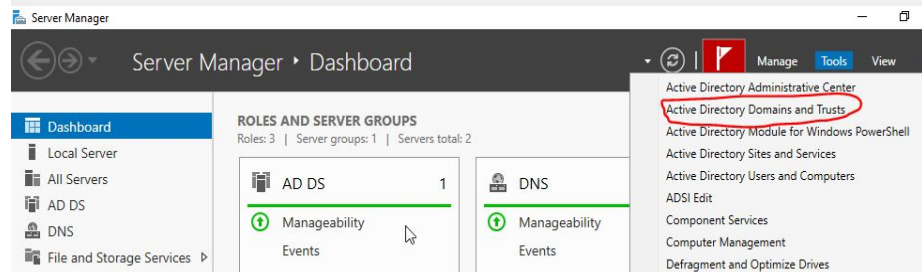 Server Manager
Server Manager • Dashboard
Manage Tools View
Dashboard
Local Server
All Servers
AD DS
DNS
File and Storage Services
ROLES AND SERVER GROUPS
Roles: 3 | Server groups: 1 | Servers total: 2
AD DS 1
Manageability
Events
DNS
Manageability
Events
Active Directory Administrative Center
Active Directory Domains and Trusts
Active Directory Module for Windows PowerShell
Active Directory Sites and Services
Active Directory Users and Computers
ADSI Edit
Component Services
Computer Management
Defragment and Optimize Drives